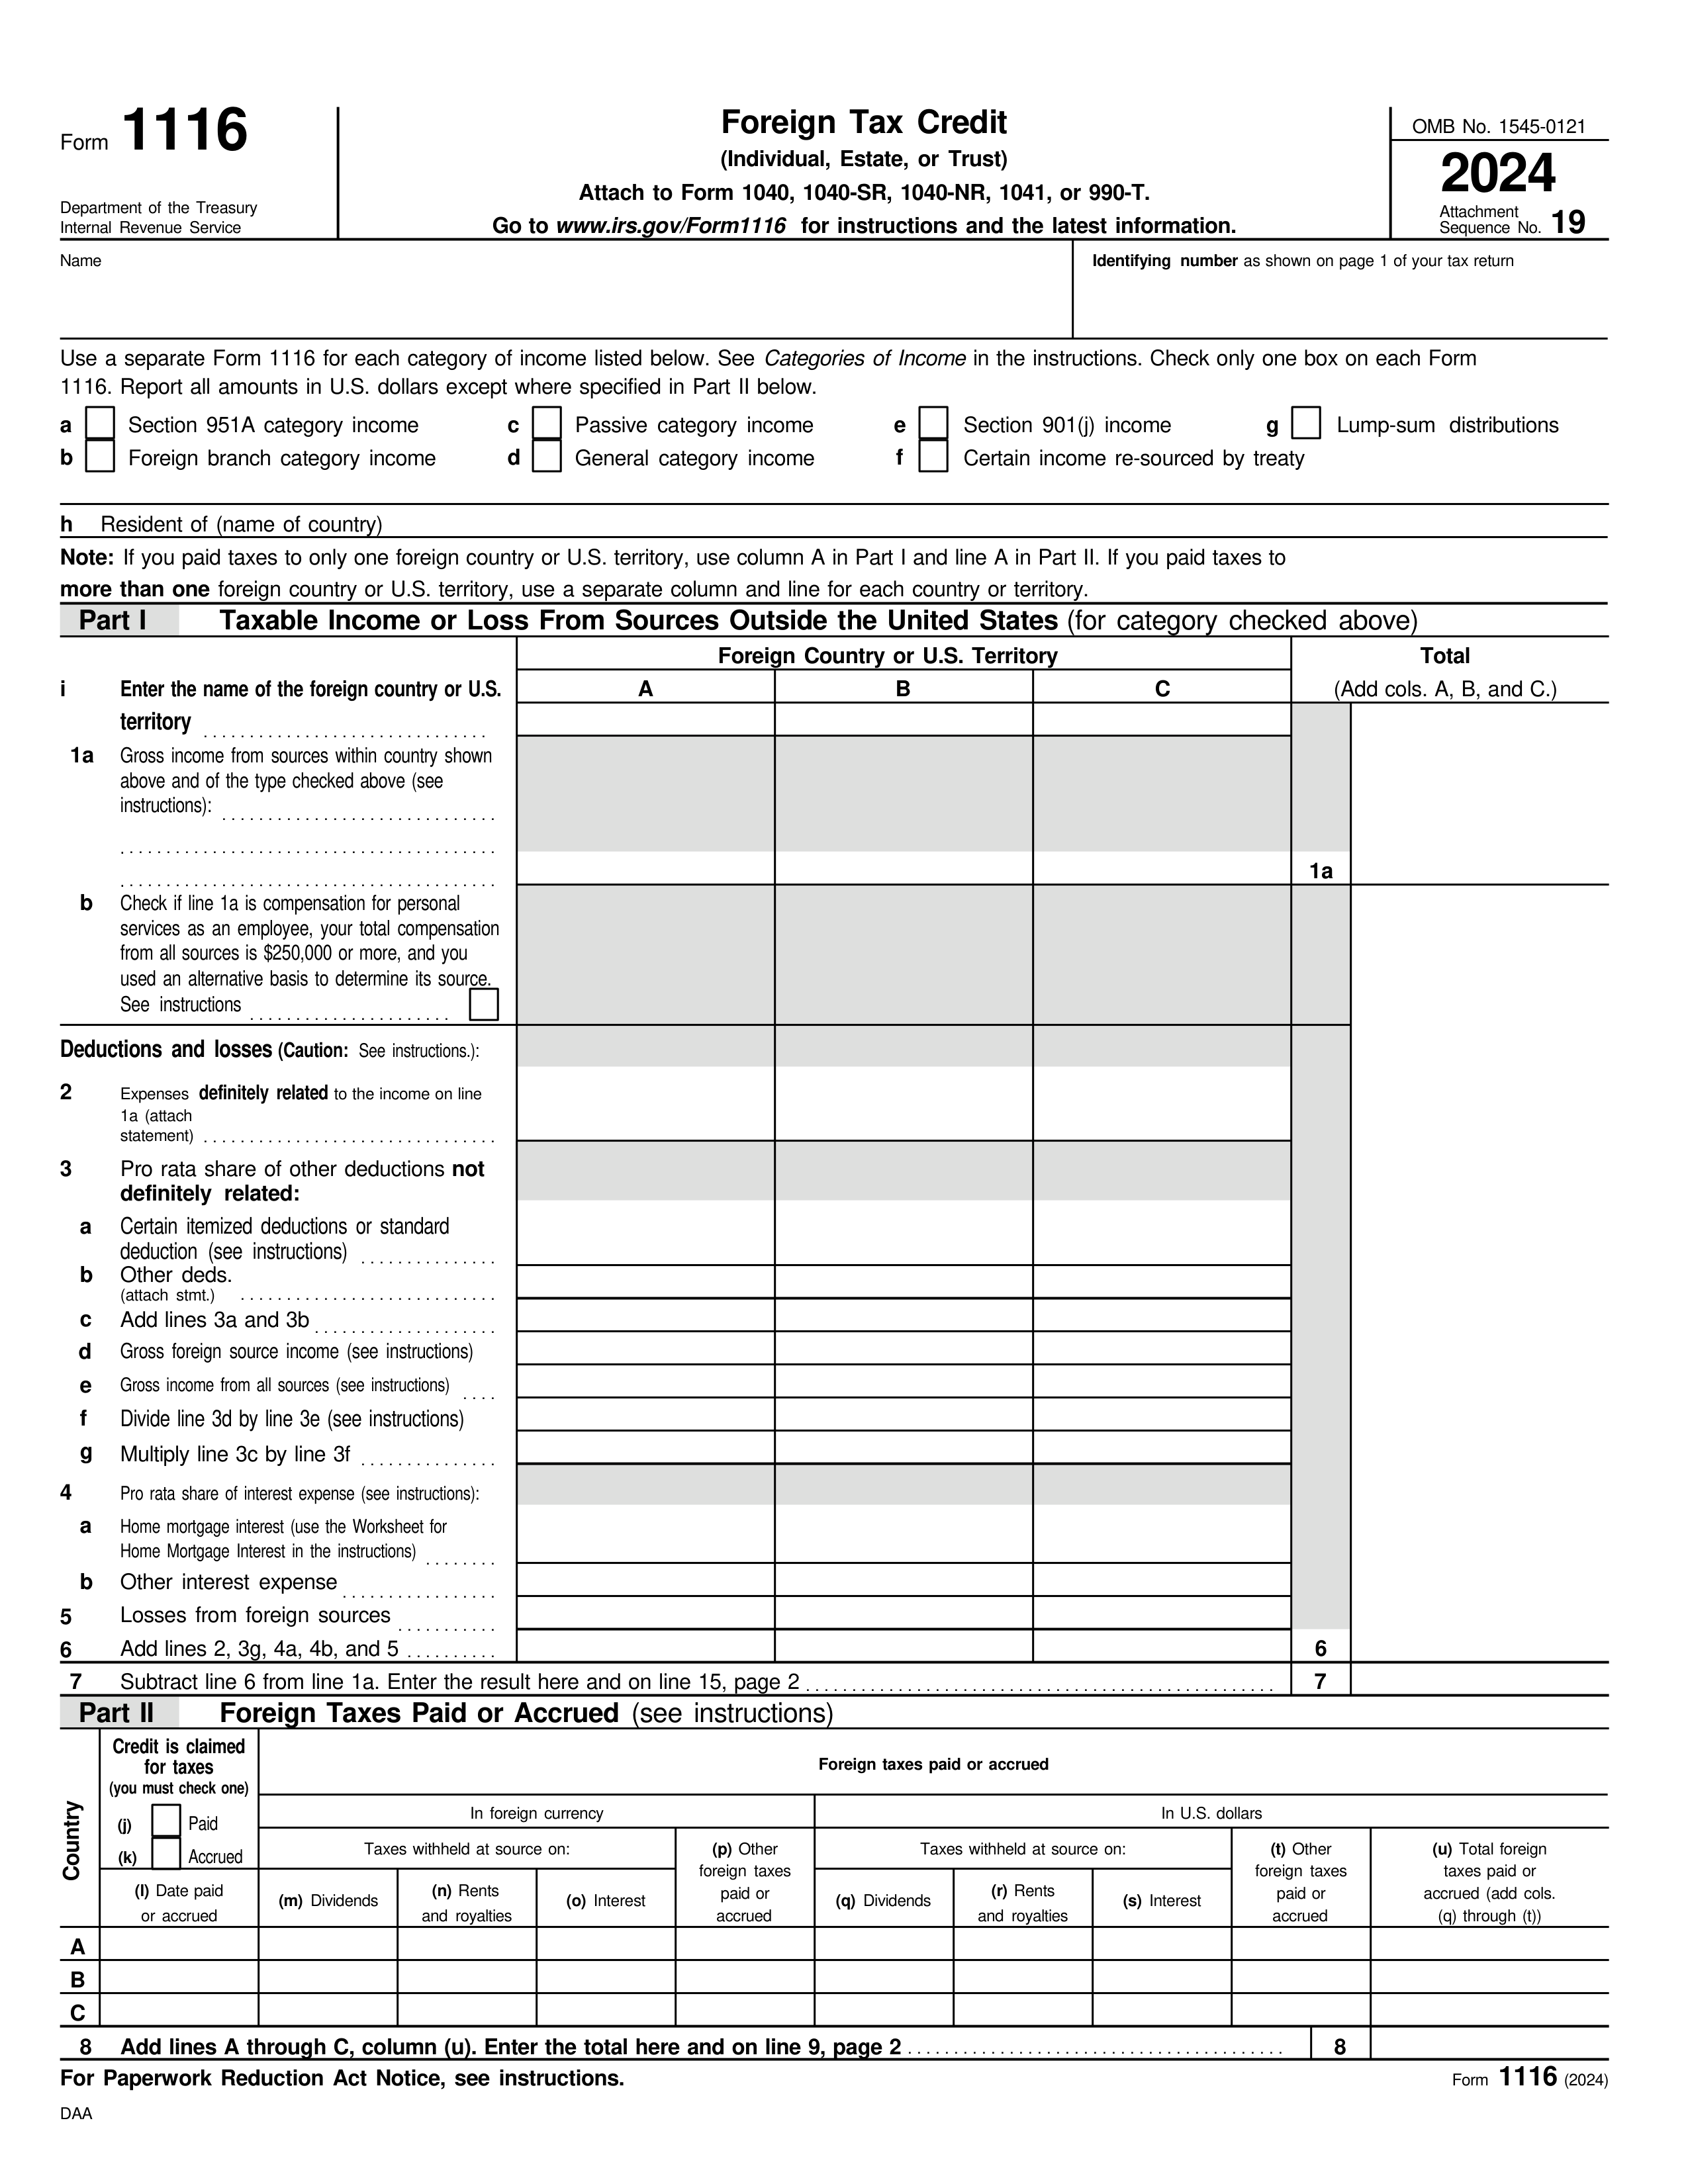 Form 1116
Department of the Treasury
Internal Revenue Service
Foreign Tax Credit
(Individual, Estate, or Trust)
Attach to Form 1040, 1040-SR, 1040-NR, 1041, or 990-T.
Go to www.irs.gov/Form1116 for instructions and the latest information.
OMB No. 1545-0121
2024
Attachment
Sequence No. 19
Name
Identifying number as shown on page 1 of your tax return
Use a separate Form 1116 for each category of income listed below. See Categories of Income in the instructions. Check only one box on each Form
1116. Report all amounts in U.S. dollars except where specified in Part II below.
a Section 951A category income c Passive category income e Section 901(j) income g Lump-sum distributions
b Foreign branch category income d General category income f Certain income re-sourced by treaty
h Resident of (name of country)
Note: If you paid taxes to only one foreign country or U.S. territory, use column A in Part I and line A in Part II. If you paid taxes to
more than one foreign country or U.S. territory, use a separate column and line for each country or territory.
Part I Taxable Income or Loss From Sources Outside the United States (for category checked above)
Foreign Country or U.S. Territory Total
i Enter the name of the foreign country or U.S. A B C (Add cols. A, B, and C.)
territory
1a Gross income from sources within country shown
above and of the type checked above (see
instructions):
1a
b Check if line 1a is compensation for personal
services as an employee, your total compensation
from all sources is $250,000 or more, and you
used an alternative basis to determine its source.
See instructions
Deductions and losses (Caution: See instructions.):
2 Expenses definitely related to the income on line
1a (attach
statement)
3 Pro rata share of other deductions not
definitely related:
a Certain itemized deductions or standard
deduction (see instructions)
b Other deds.
(attach stmt.)
c Add lines 3a and 3b
d Gross foreign source income (see instructions)
e Gross income from all sources (see instructions)
f Divide line 3d by line 3e (see instructions)
g Multiply line 3c by line 3f
4 Pro rata share of interest expense (see instructions):
a Home mortgage interest (use the Worksheet for
Home Mortgage Interest in the instructions)
b Other interest expense
5 Losses from foreign sources
6 Add lines 2, 3g, 4a, 4b, and 5 6
7 Subtract line 6 from line 1a. Enter the result here and on line 15, page 2 7
Part II Foreign Taxes Paid or Accrued (see instructions)
Country
Credit is claimed
for taxes
(you must check one)
(j) Paid
(k) Accrued
(l) Date paid
or accrued
Foreign taxes paid or accrued
In foreign currency In U.S. dollars
Taxes withheld at source on:
(m) Dividends
(n) Rents
and royalties
(o) Interest
(p) Other
foreign taxes
paid or
accrued
Taxes withheld at source on:
(q) Dividends
(r) Rents
and royalties
(s) Interest
(t) Other
foreign taxes
paid or
accrued
(u) Total foreign
taxes paid or
accrued (add cols.
(q) through (t))
A
B
C
8 Add lines A through C, column (u). Enter the total here and on line 9, page 2 8
For Paperwork Reduction Act Notice, see instructions. Form 1116 (2024)
DAA